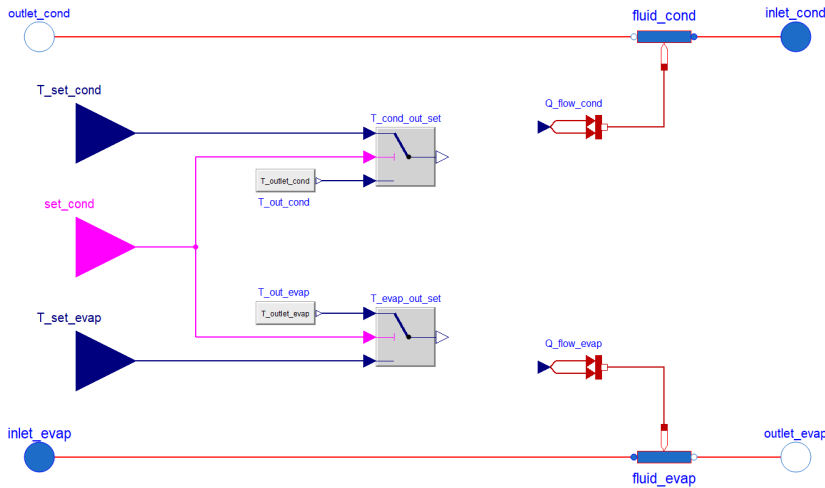 outlet_cond
fluid_cond
inlet_cond
T_set_cond
Q_flow_cond
T_cond_out_set
T_outlet_cond
T_out_cond
set_cond
T_out_evap
T_evap_out_set
T_outlet_evap
T_set_evap
Q_flow_evap
inlet_evap
outlet_evap
fluid_evap